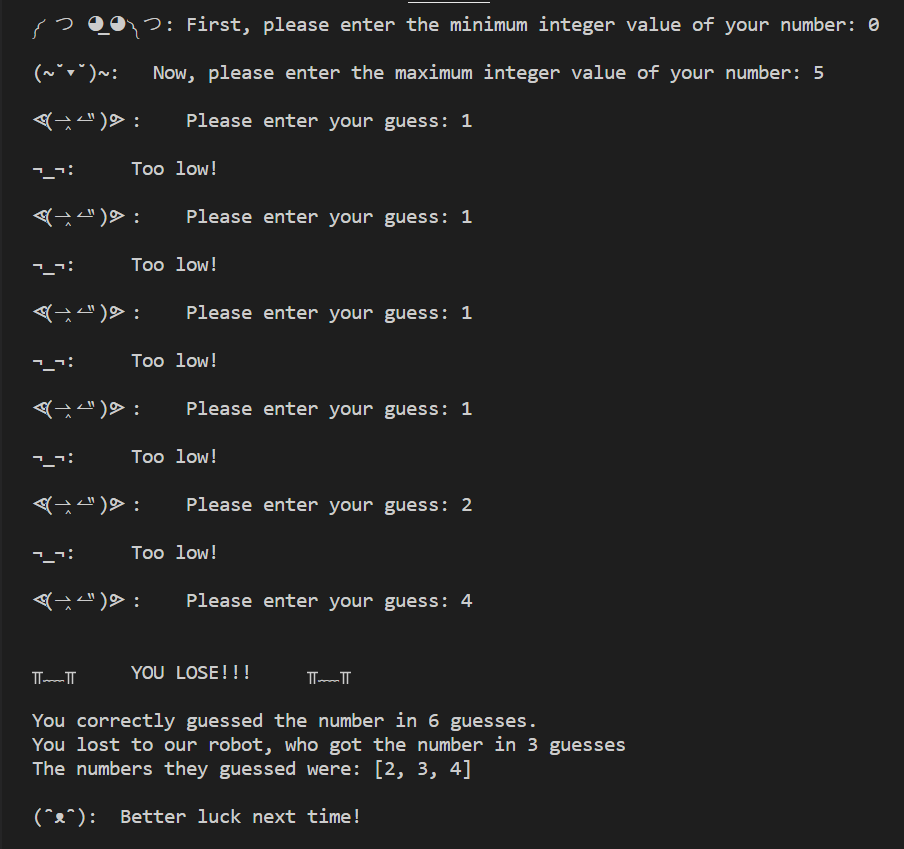 ༼ つ ◕_◕༽つ: First, please enter the minimum integer value of your number: 0
(~˘▾˘)~:   Now, please enter the maximum integer value of your number: 5
ᕙ(⇀‸↼‶)ᕗ :    Please enter your guess: 1
¬_¬:     Too low!
ᕙ(⇀‸↼‶)ᕗ :    Please enter your guess: 1
¬_¬:     Too low!
ᕙ(⇀‸↼‶)ᕗ :    Please enter your guess: 1
¬_¬:     Too low!
ᕙ(⇀‸↼‶)ᕗ :    Please enter your guess: 1
¬_¬:     Too low!
ᕙ(⇀‸↼‶)ᕗ :    Please enter your guess: 2
¬_¬:     Too low!
ᕙ(⇀‸↼‶)ᕗ :    Please enter your guess: 4
╥﹏╥     YOU LOSE!!!     ╥﹏╥
You correctly guessed the number in 6 guesses.
You lost to our robot, who got the number in 3 guesses
The numbers they guessed were: [2, 3, 4]
(ᵔᴥᵔ):  Better luck next time!